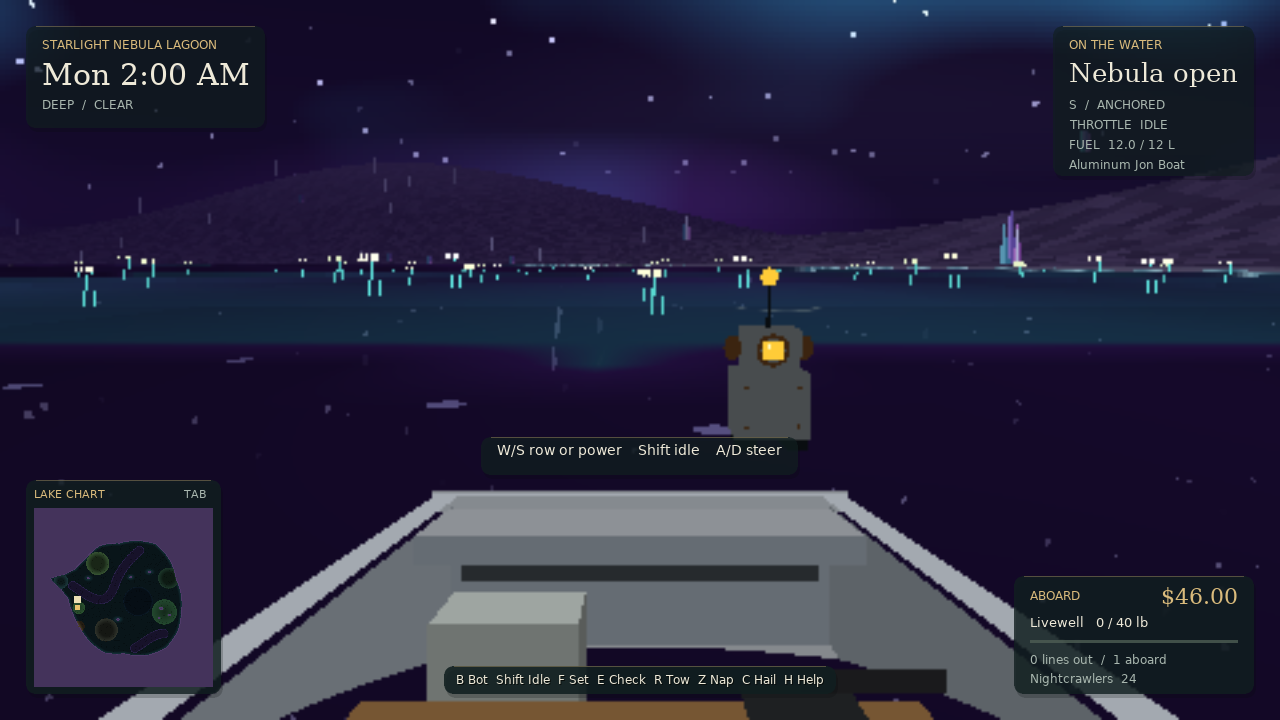 STARLIGHT NEBULA LAGOON
Mon 2:00 AM
DEEP / CLEAR
ON THE WATER
Nebula open
S / ANCHORED
THROTTLE IDLE
FUEL 12.0 / 12 L
Aluminum Jon Boat
W/S row or power Shift idle A/D steer
LAKE CHART TAB
ABOARD $46.00
Livewell 0 / 40 lb
0 lines out / 1 aboard
Nightcrawlers 24
B Bot Shift Idle F Set E Check R Tow Z Nap C Hail H Help